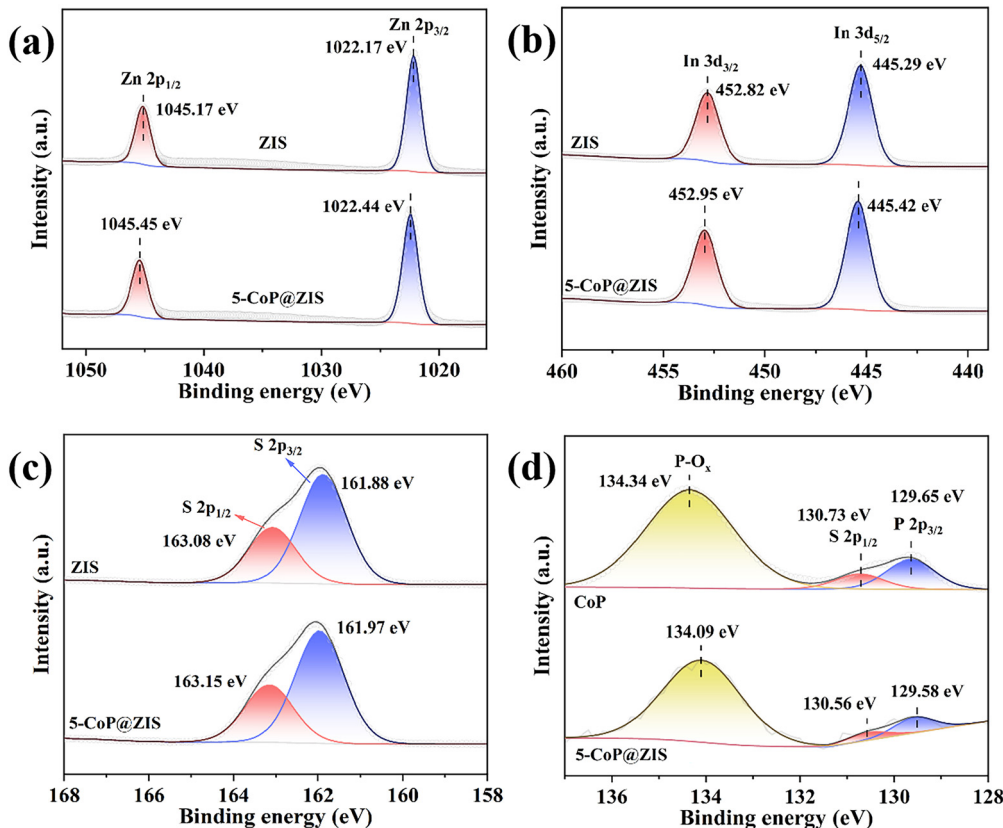 (a)
Zn 2p3/2
1022.17 eV
Zn 2p1/2
1045.17 eV
ZIS
1022.44 eV
1045.45 eV
5-CoP@ZIS
Intensity (a.u.)
1050 1040 1030 1020
Binding energy (eV)
(b)
In 3d5/2
In 3d3/2
445.29 eV
452.82 eV
ZIS
452.95 eV
445.42 eV
5-CoP@ZIS
Intensity (a.u.)
460 455 450 445 440
Binding energy (eV)
(c)
S 2p3/2
161.88 eV
S 2p1/2
163.08 eV
ZIS
161.97 eV
163.15 eV
5-CoP@ZIS
Intensity (a.u.)
168 166 164 162 160 158
Binding energy (eV)
(d)
P-Ox
134.34 eV
129.65 eV
130.73 eV
P 2p3/2
S 2p1/2
CoP
134.09 eV
130.56 eV
129.58 eV
5-CoP@ZIS
Intensity (a.u.)
136 134 132 130 128
Binding energy (eV)